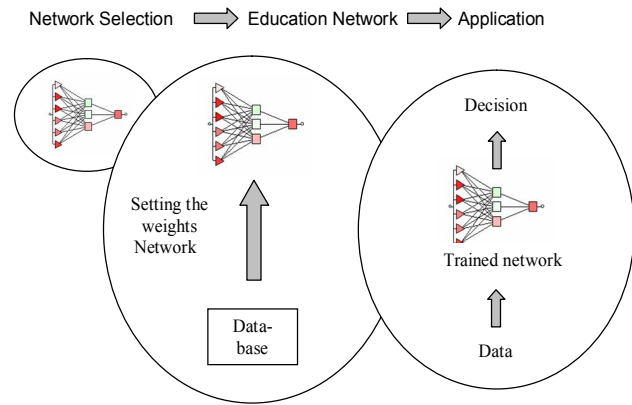 Network Selection Education Network Application
Setting the
weights
Network
Data-
base
Decision
Trained network
Data